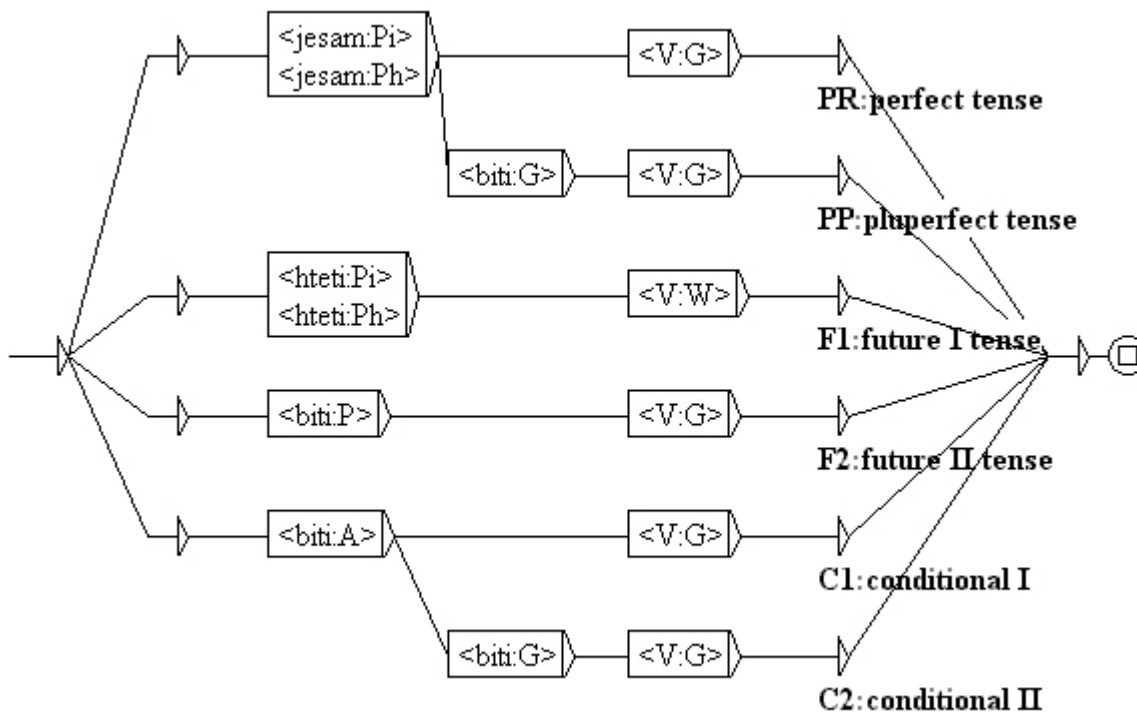 <jesam:Pi>
<jesam:Ph>
<V:G>
PR:perfect tense
<biti:G>
<V:G>
PP:pluperfect tense
<hteti:Pi>
<hteti:Ph>
<V:W>
F1:future I tense
<biti:P>
<V:G>
F2:future II tense
<biti:A>
<V:G>
C1:conditional I
<biti:G>
<V:G>
C2:conditional II